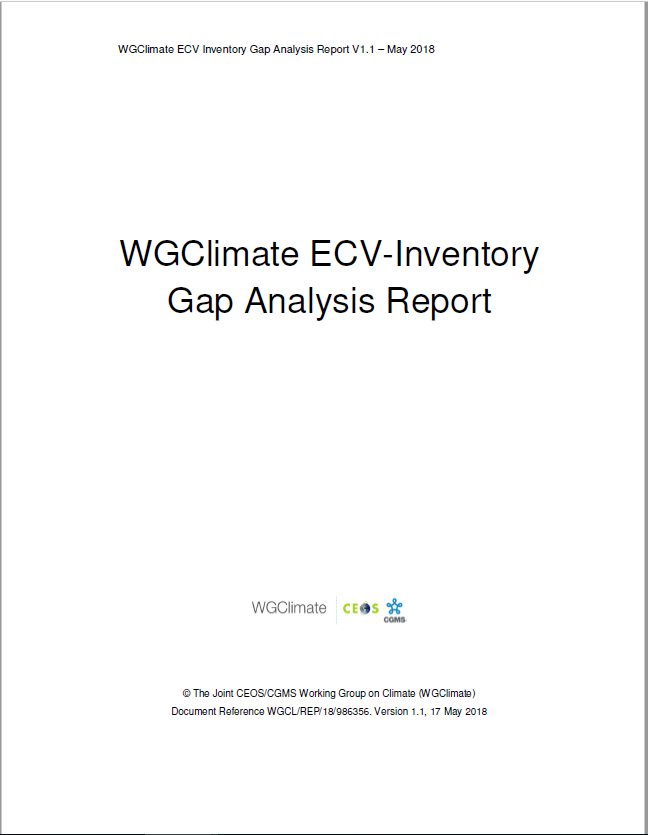 WGClimate ECV Inventory Gap Analysis Report V1.1 – May 2018
WGClimate ECV-Inventory
Gap Analysis Report
WGClimate CEOS CGMS
© The Joint CEOS/CGMS Working Group on Climate (WGClimate)
Document Reference WGCL/REP/18/986356. Version 1.1, 17 May 2018